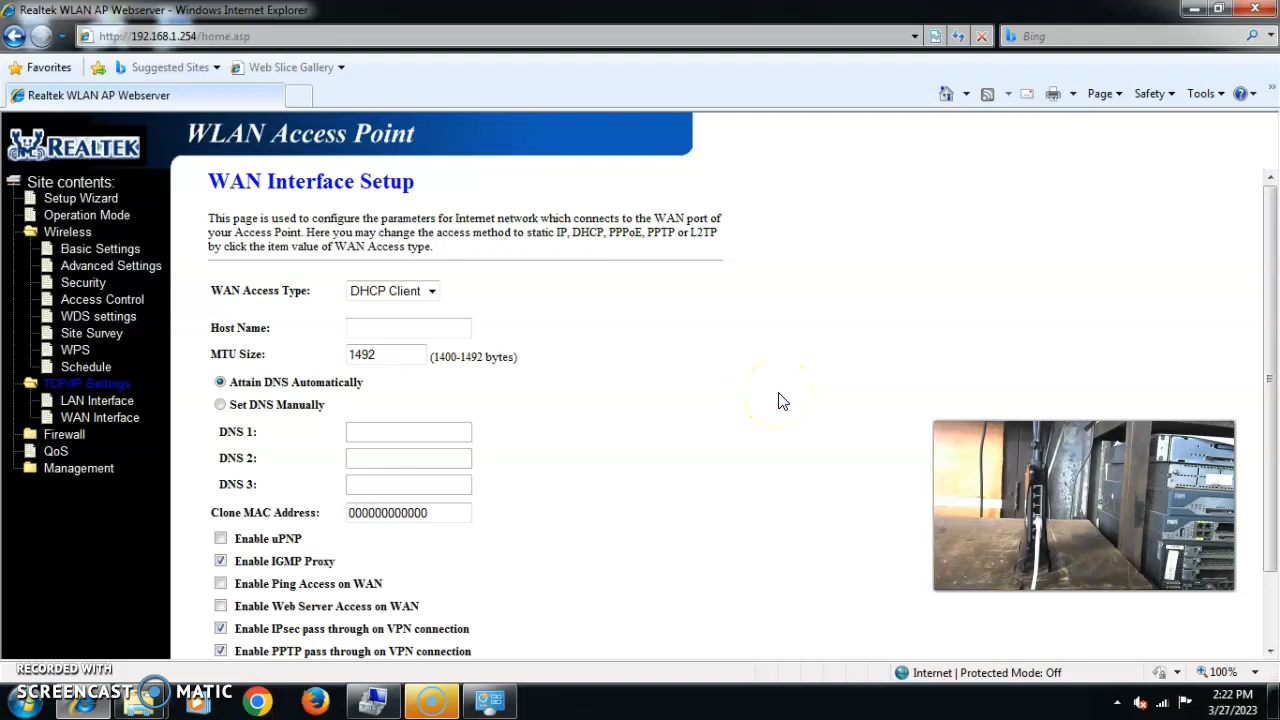 Realtek WLAN AP Webserver - Windows Internet Explorer
http://192.168.1.254/home.asp
Bing
Favorites
Suggested Sites
Web Slice Gallery
Realtek WLAN AP Webserver
Page
Safety
Tools
REALTEK
WLAN Access Point
Site contents:
Setup Wizard
Operation Mode
Wireless
Basic Settings
Advanced Settings
Security
Access Control
WDS settings
Site Survey
WPS
Schedule
TCP/IP Settings
LAN Interface
WAN Interface
Firewall
QoS
Management
WAN Interface Setup
This page is used to configure the parameters for Internet network which connects to the WAN port of
your Access Point. Here you may change the access method to static IP, DHCP, PPPoE, PPTP or L2TP
by click the item value of WAN Access type.
WAN Access Type: DHCP Client
Host Name:
MTU Size: 1492 (1400-1492 bytes)
Attain DNS Automatically
Set DNS Manually
DNS 1:
DNS 2:
DNS 3:
Clone MAC Address: 000000000000
Enable uPNP
Enable IGMP Proxy
Enable Ping Access on WAN
Enable Web Server Access on WAN
Enable IPsec pass through on VPN connection
Enable PPTP pass through on VPN connection
Internet | Protected Mode: Off
100%
RECORDED WITH
SCREENCAST MATIC
2:22 PM
3/27/2023